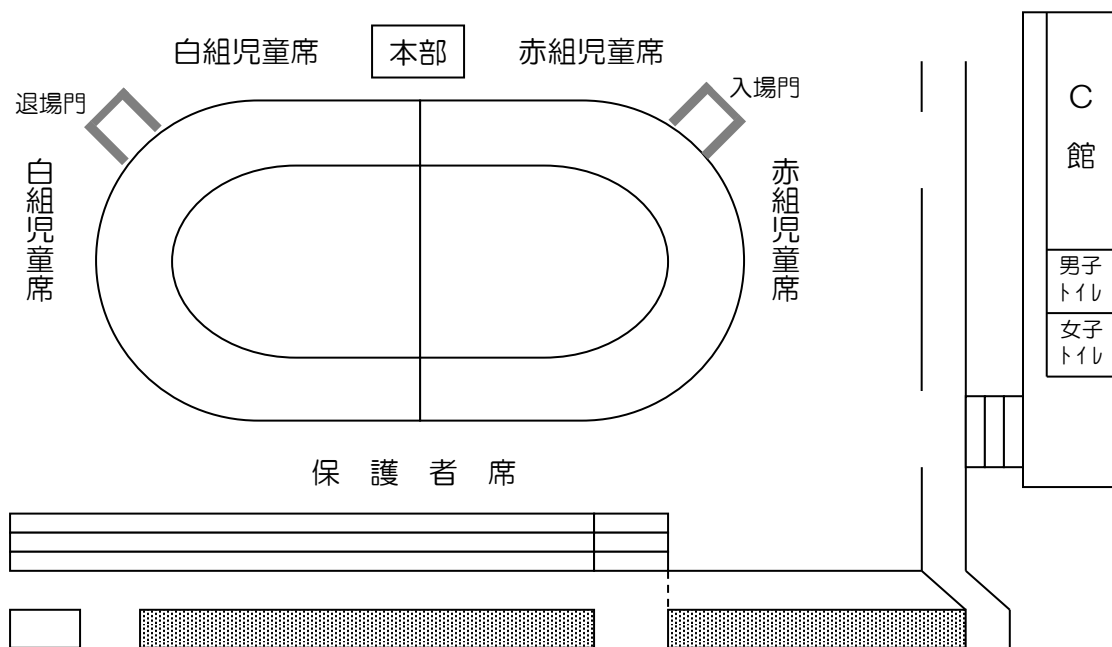 白組児童席
本部
赤組児童席
退場門
入場門
白組児童席
赤組児童席
C
館
男子
トイレ
女子
トイレ
保護者席